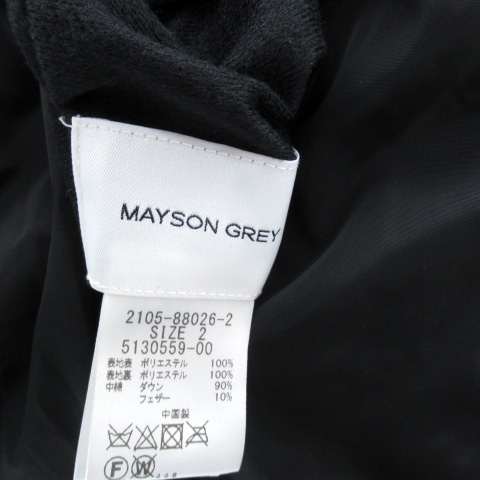 MAYSON GREY
2105-88026-2
SIZE 2
5130559-00
表地表 ポリエステル 100%
表地裏 ポリエステル 100%
中綿 ダウン 90%
フェザー 10%
中国製
F W